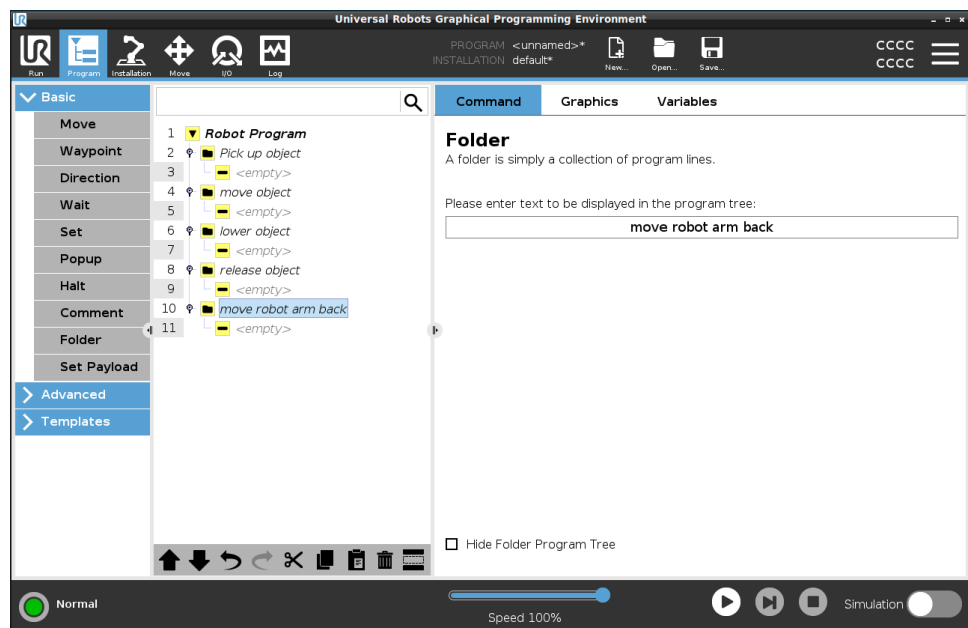 Universal Robots Graphical Programming Environment
Run
Program
Installation
Move
I/O
Log
PROGRAM <unnamed>*
INSTALLATION default*
New...
Open...
Save...
CCCC
CCCC
Basic
Move
Waypoint
Direction
Wait
Set
Popup
Halt
Comment
Folder
Set Payload
Advanced
Templates
1 Robot Program
2 Pick up object
3 <empty>
4 move object
5 <empty>
6 lower object
7 <empty>
8 release object
9 <empty>
10 move robot arm back
11 <empty>
Command Graphics Variables
Folder
A folder is simply a collection of program lines.
Please enter text to be displayed in the program tree:
move robot arm back
Hide Folder Program Tree
Normal
Speed 100%
Simulation